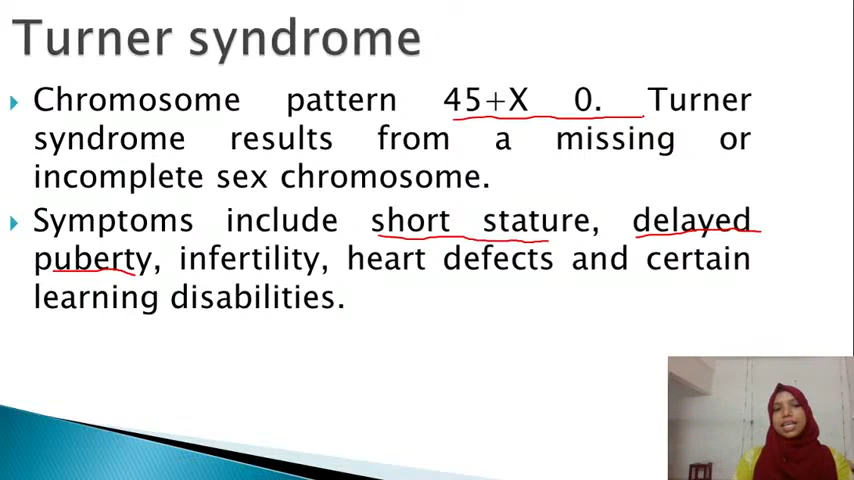 Turner syndrome
Chromosome pattern 45+X 0. Turner
syndrome results from a missing or
incomplete sex chromosome.
Symptoms include short stature, delayed
puberty, infertility, heart defects and certain
learning disabilities.